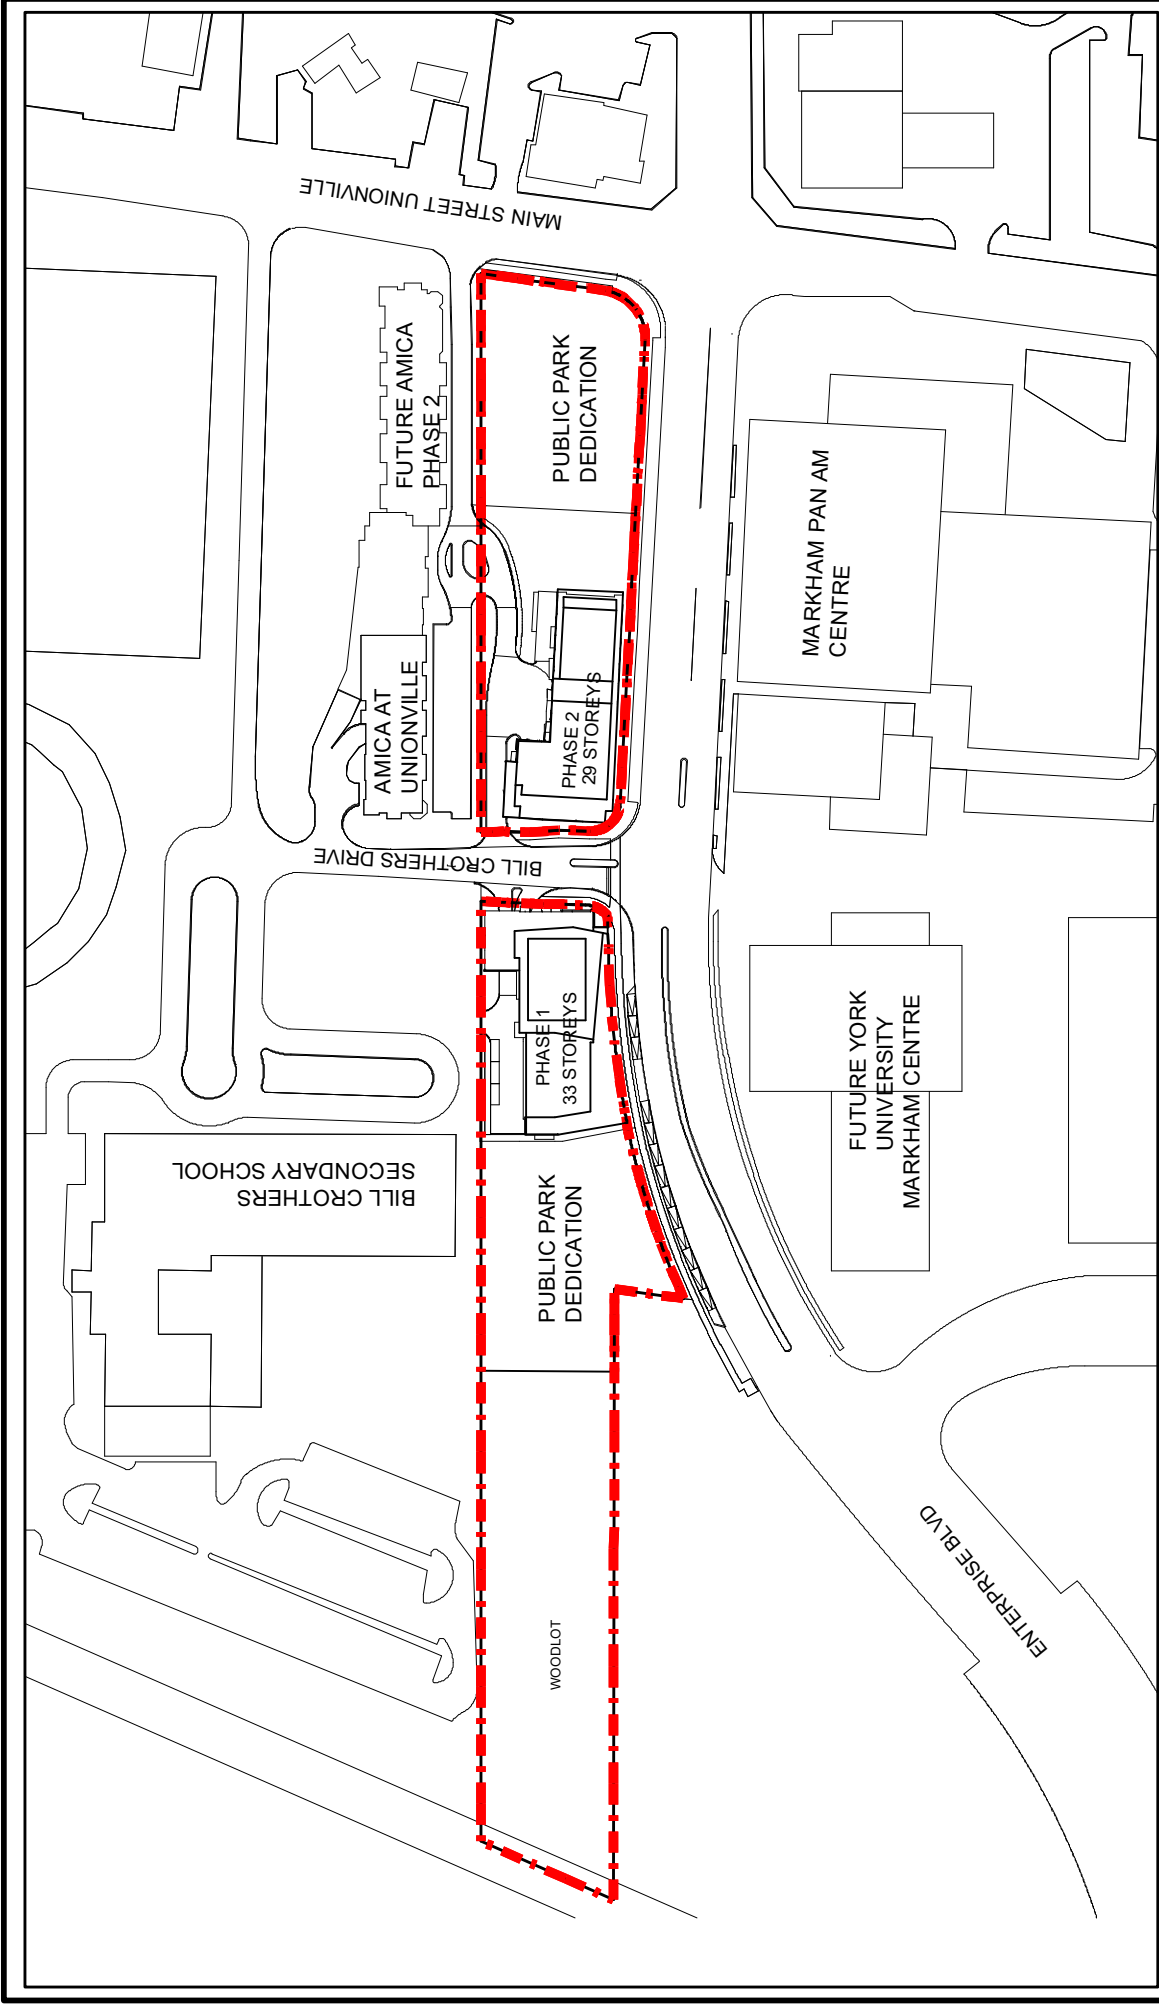 MAIN STREET UNIONVILLE
FUTURE AMICA
PHASE 2
PUBLIC PARK
DEDICATION
AMICA AT
UNIONVILLE
PHASE 2
29 STOREYS
MARKHAM PAN AM
CENTRE
BILL CROTHERS DRIVE
PHASE 1
33 STOREYS
FUTURE YORK
UNIVERSITY
MARKHAM CENTRE
BILL CROTHERS
SECONDARY SCHOOL
PUBLIC PARK
DEDICATION
WOODLOT
ENTERPRISE BLVD